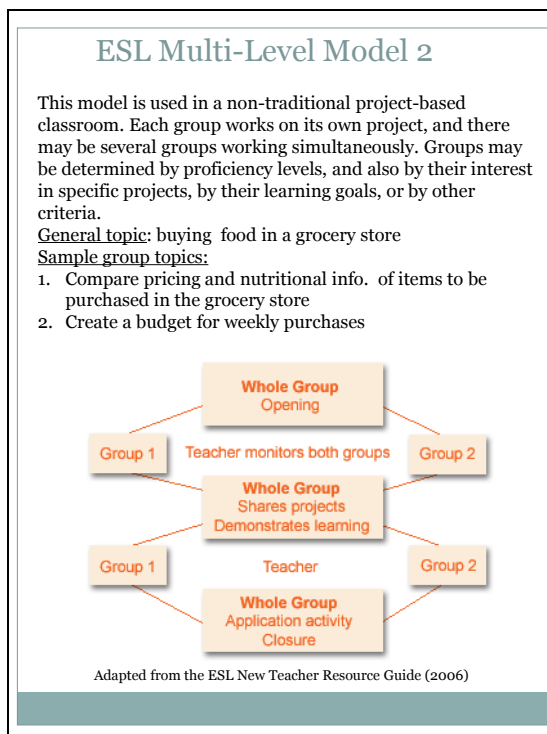 ESL Multi-Level Model 2
This model is used in a non-traditional project-based
classroom. Each group works on its own project, and there
may be several groups working simultaneously. Groups may
be determined by proficiency levels, and also by their interest
in specific projects, by their learning goals, or by other
criteria.
General topic: buying food in a grocery store
Sample group topics:
1. Compare pricing and nutritional info. of items to be
purchased in the grocery store
2. Create a budget for weekly purchases
Whole Group
Opening
Group 1
Teacher monitors both groups
Group 2
Whole Group
Shares projects
Demonstrates learning
Group 1
Teacher
Group 2
Whole Group
Application activity
Closure
Adapted from the ESL New Teacher Resource Guide (2006)